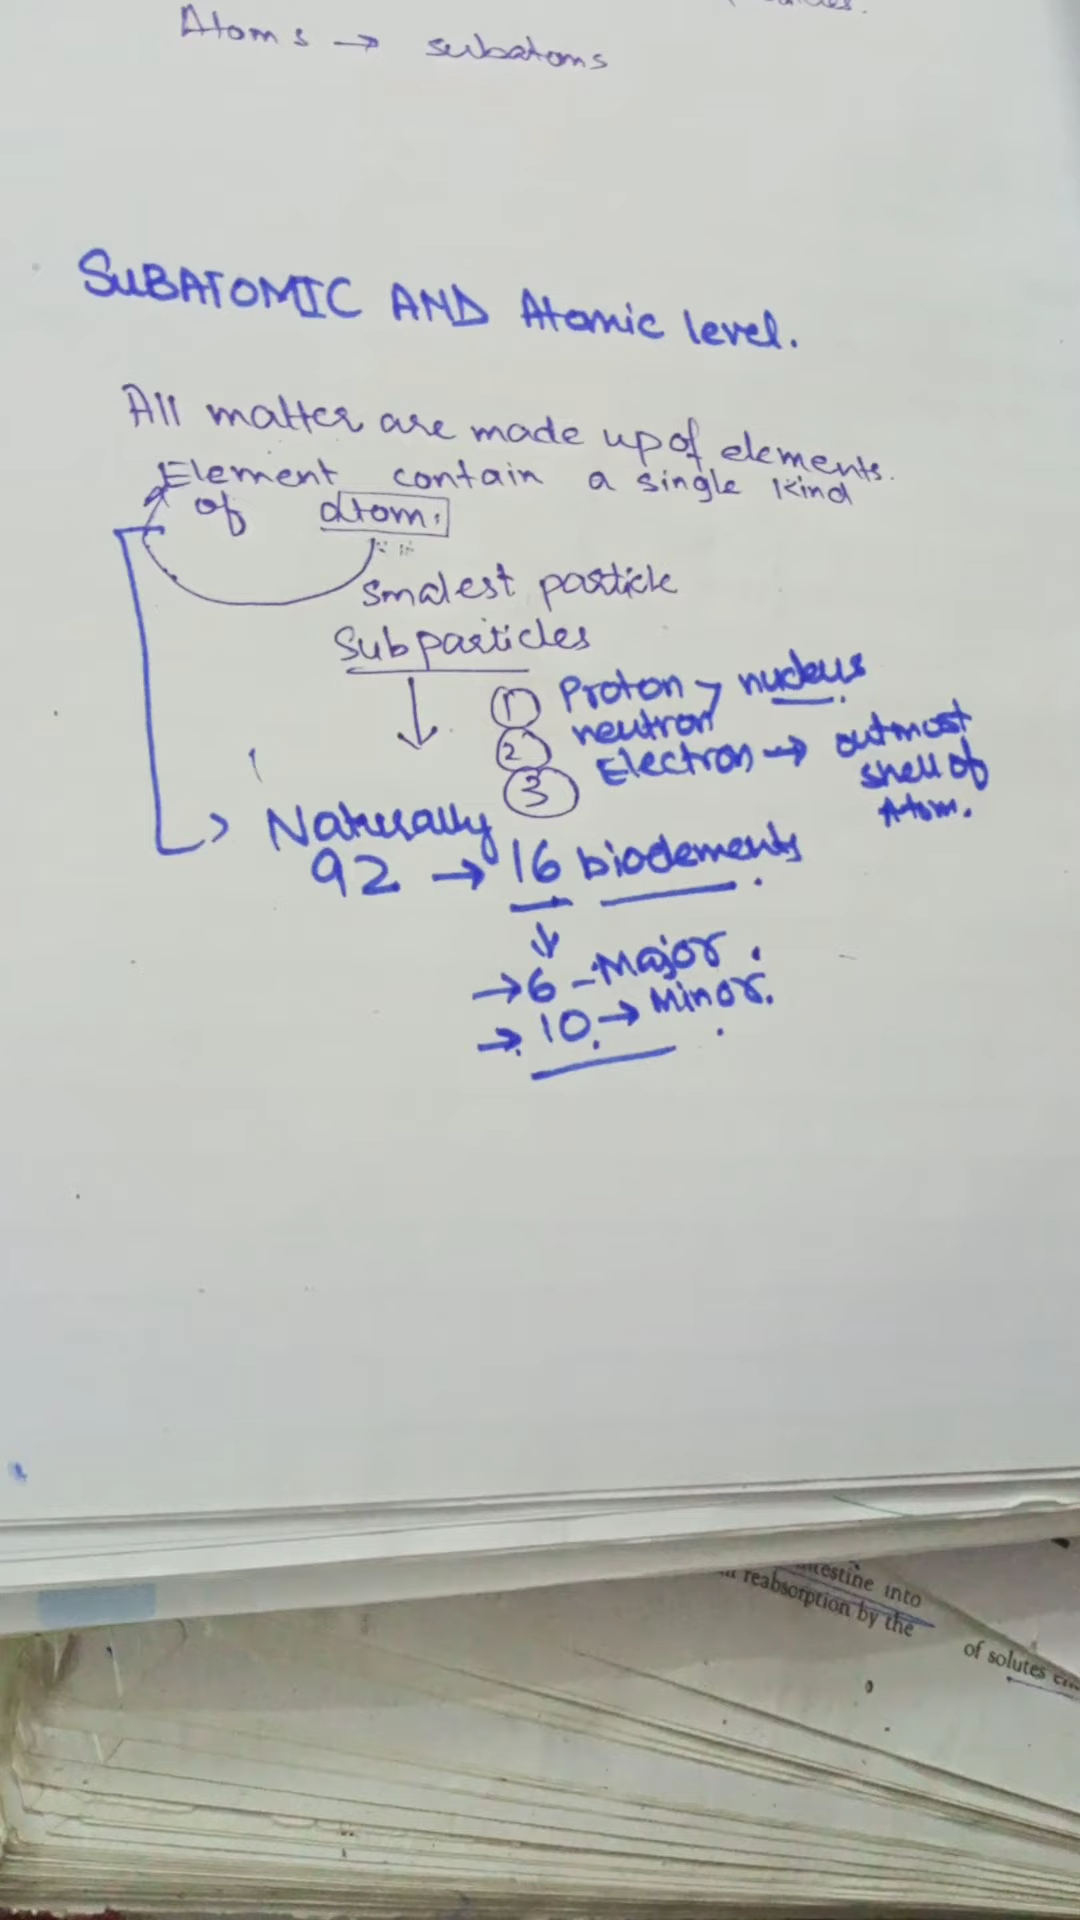 Atoms → subatoms
SUBATOMIC AND Atomic level.
All matter are made up of elements.
Element contain a single kind
of atom.
smalest particle
Subparticles
① Proton > nucleus
② neutron
③ Electron → outmost
shell of
Atom.
Naturally
92 → 16 bioelements
→ 6 - Major.
→ 10. → Minor.
intestine into
reabsorption by the
of solutes